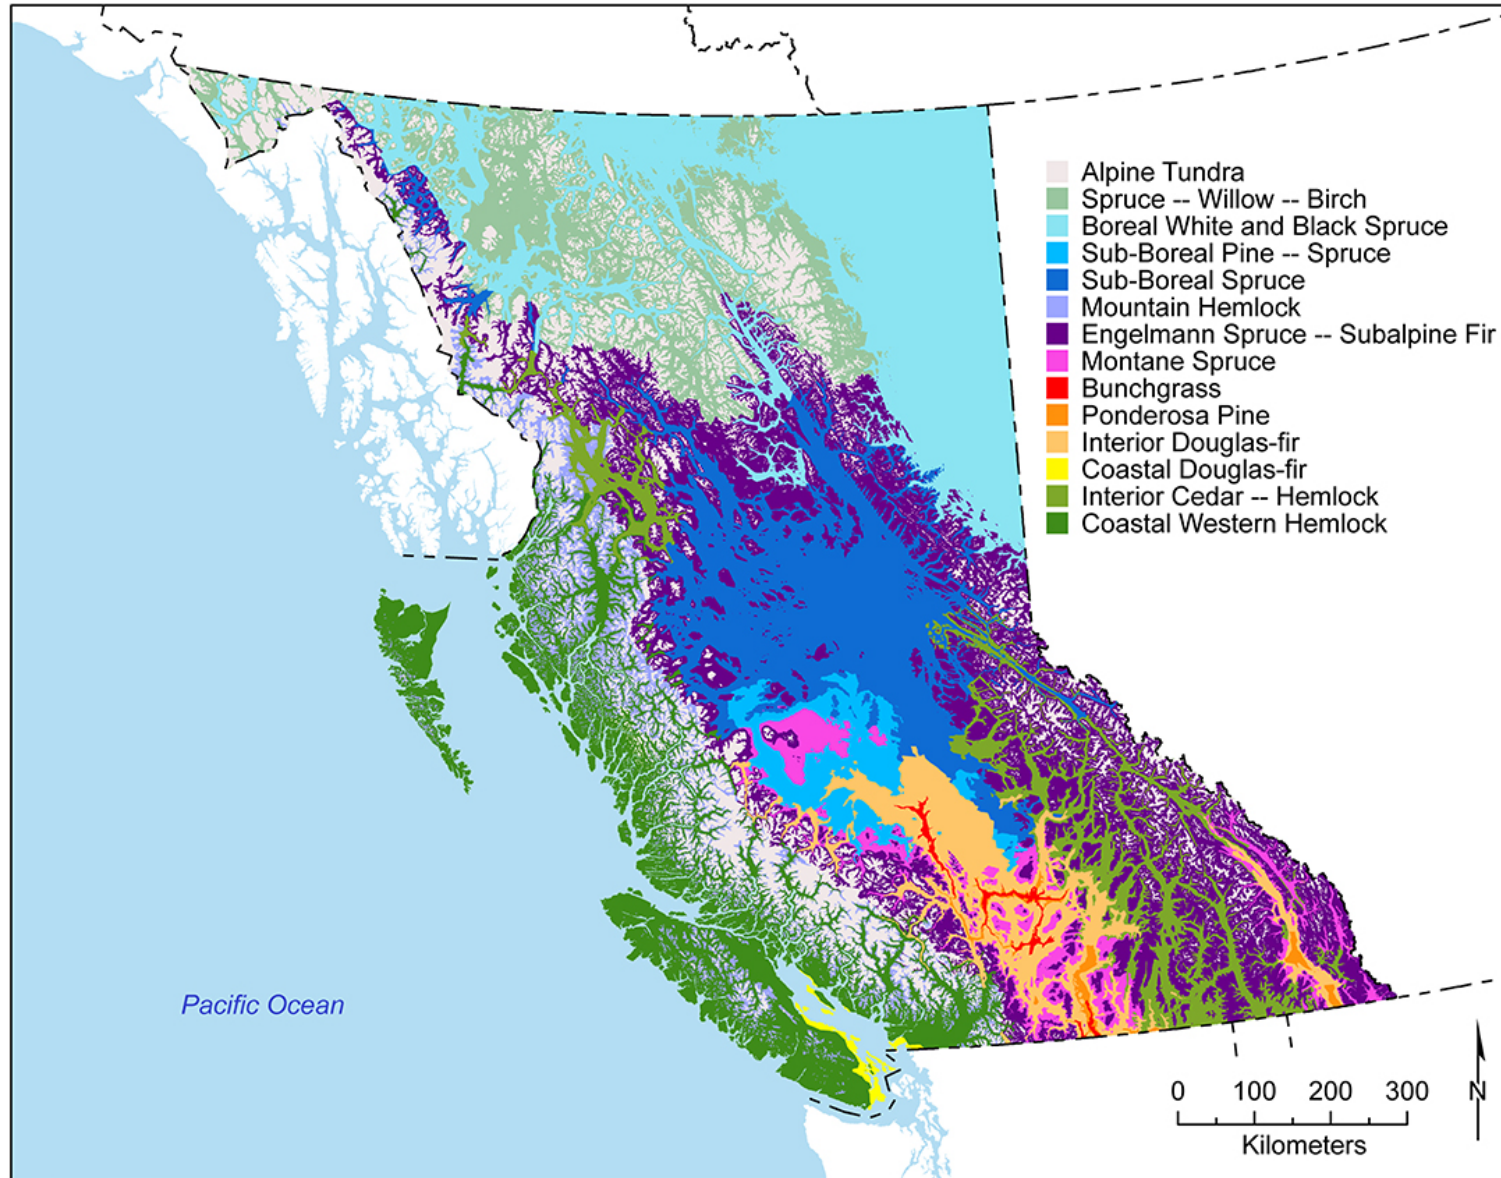 Alpine Tundra
Spruce -- Willow -- Birch
Boreal White and Black Spruce
Sub-Boreal Pine -- Spruce
Sub-Boreal Spruce
Mountain Hemlock
Engelmann Spruce -- Subalpine Fir
Montane Spruce
Bunchgrass
Ponderosa Pine
Interior Douglas-fir
Coastal Douglas-fir
Interior Cedar -- Hemlock
Coastal Western Hemlock
Pacific Ocean
0 100 200 300
Kilometers
N